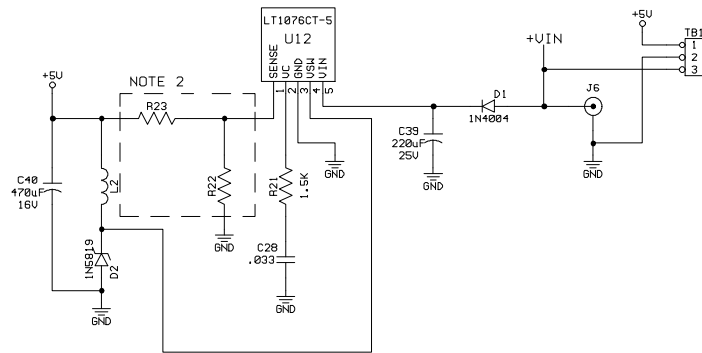 LT1076CT-5
U12
SENSE
VC
GND
VSW
VIN
1
2
3
4
5
+5V
NOTE 2
R23
R22
L2
C40
470uF
16V
1N5819
D2
GND
GND
R21
1.5K
C28
.033
GND
GND
C39
220uF
25V
GND
D1
1N4004
+VIN
J6
GND
+5V
TB1
1
2
3